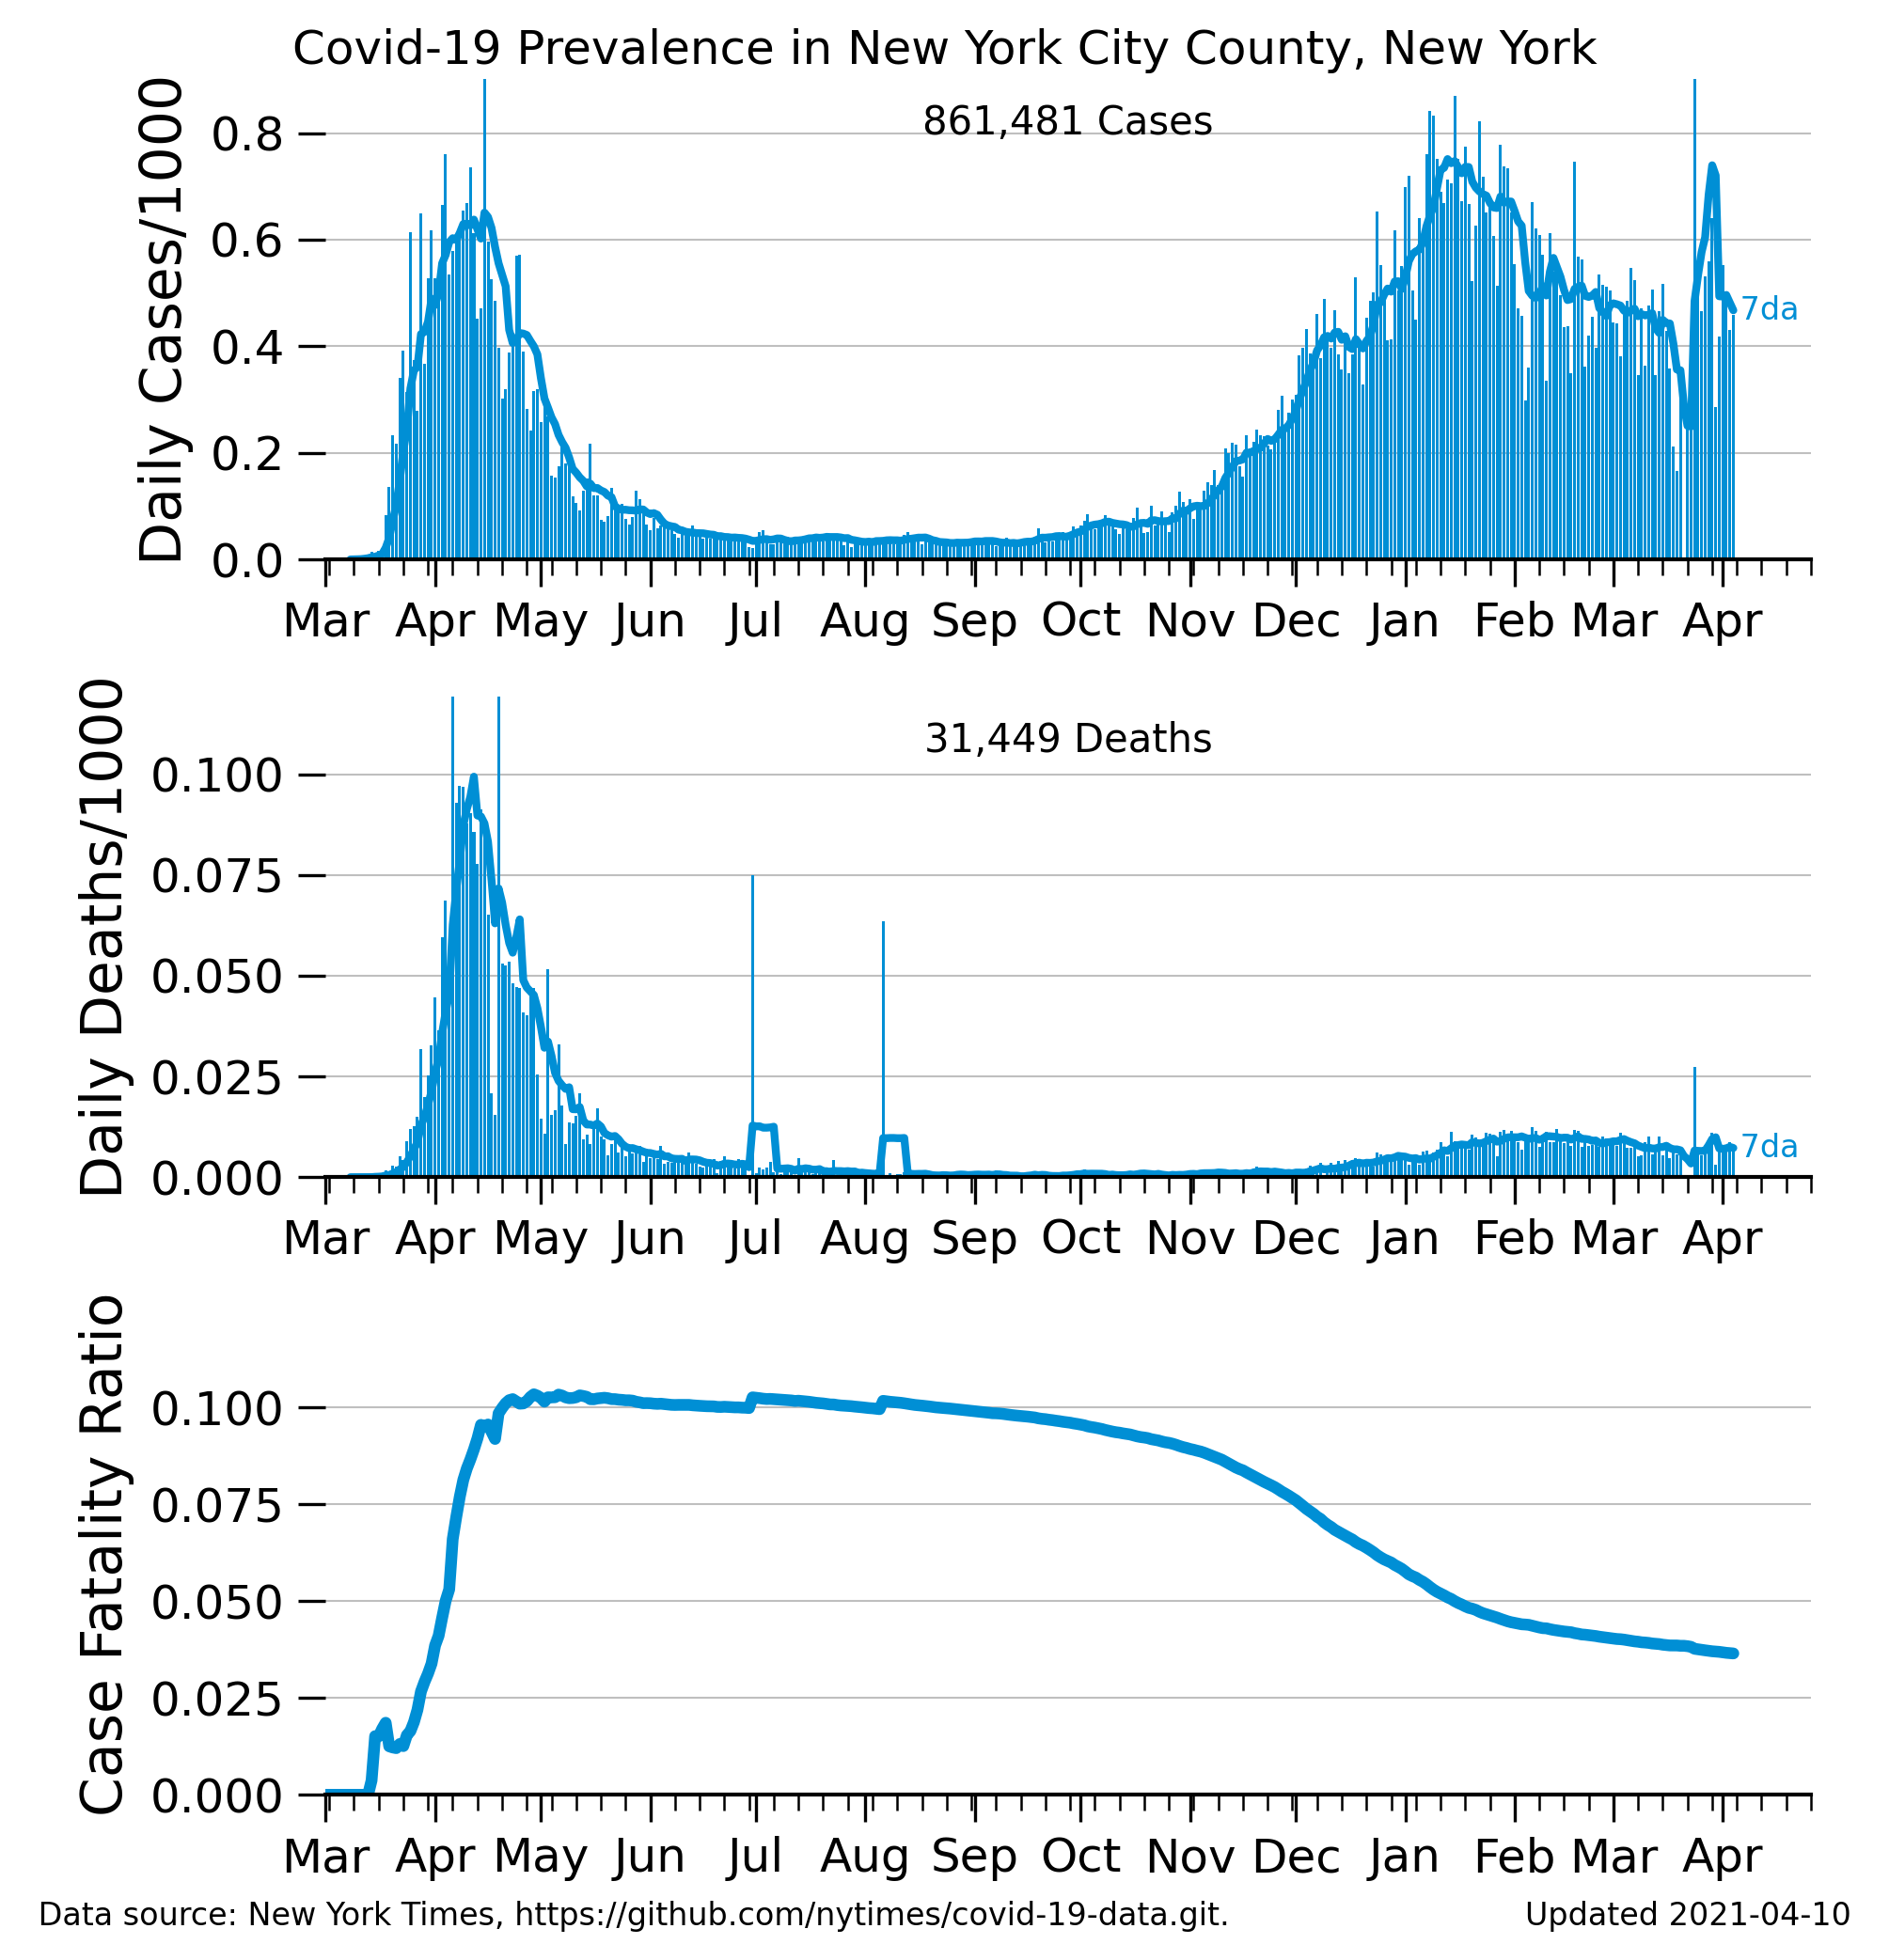 Covid-19 Prevalence in New York City County, New York
Daily Cases/1000
861,481 Cases
0.8
0.6
0.4
0.2
0.0
7da
Mar Apr May Jun Jul Aug Sep Oct Nov Dec Jan Feb Mar Apr
Daily Deaths/1000
31,449 Deaths
0.100
0.075
0.050
0.025
0.000
7da
Mar Apr May Jun Jul Aug Sep Oct Nov Dec Jan Feb Mar Apr
Case Fatality Ratio
0.100
0.075
0.050
0.025
0.000
Mar Apr May Jun Jul Aug Sep Oct Nov Dec Jan Feb Mar Apr
Data source: New York Times, https://github.com/nytimes/covid-19-data.git.
Updated 2021-04-10